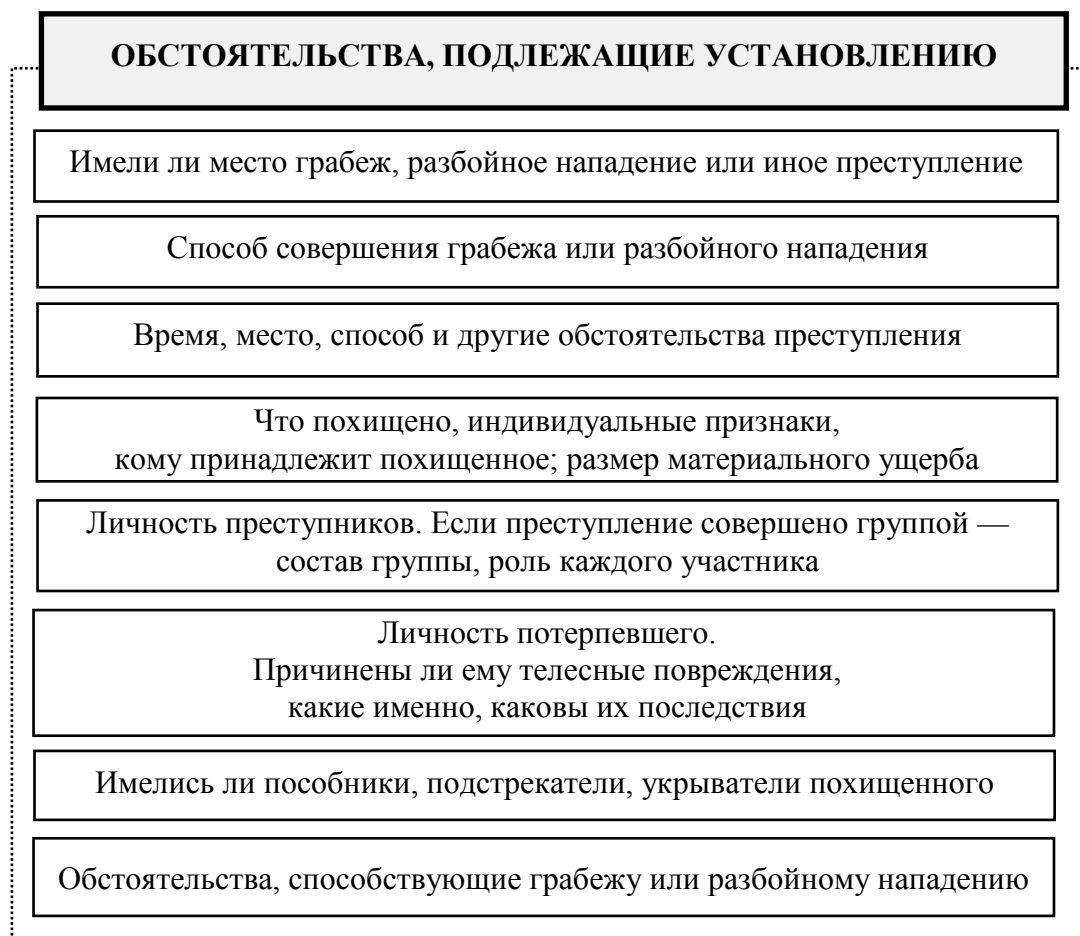 ОБСТОЯТЕЛЬСТВА, ПОДЛЕЖАЩИЕ УСТАНОВЛЕНИЮ
Имели ли место грабеж, разбойное нападение или иное преступление
Способ совершения грабежа или разбойного нападения
Время, место, способ и другие обстоятельства преступления
Что похищено, индивидуальные признаки,
кому принадлежит похищенное; размер материального ущерба
Личность преступников. Если преступление совершено группой —
состав группы, роль каждого участника
Личность потерпевшего.
Причинены ли ему телесные повреждения,
какие именно, каковы их последствия
Имелись ли пособники, подстрекатели, укрыватели похищенного
Обстоятельства, способствующие грабежу или разбойному нападению